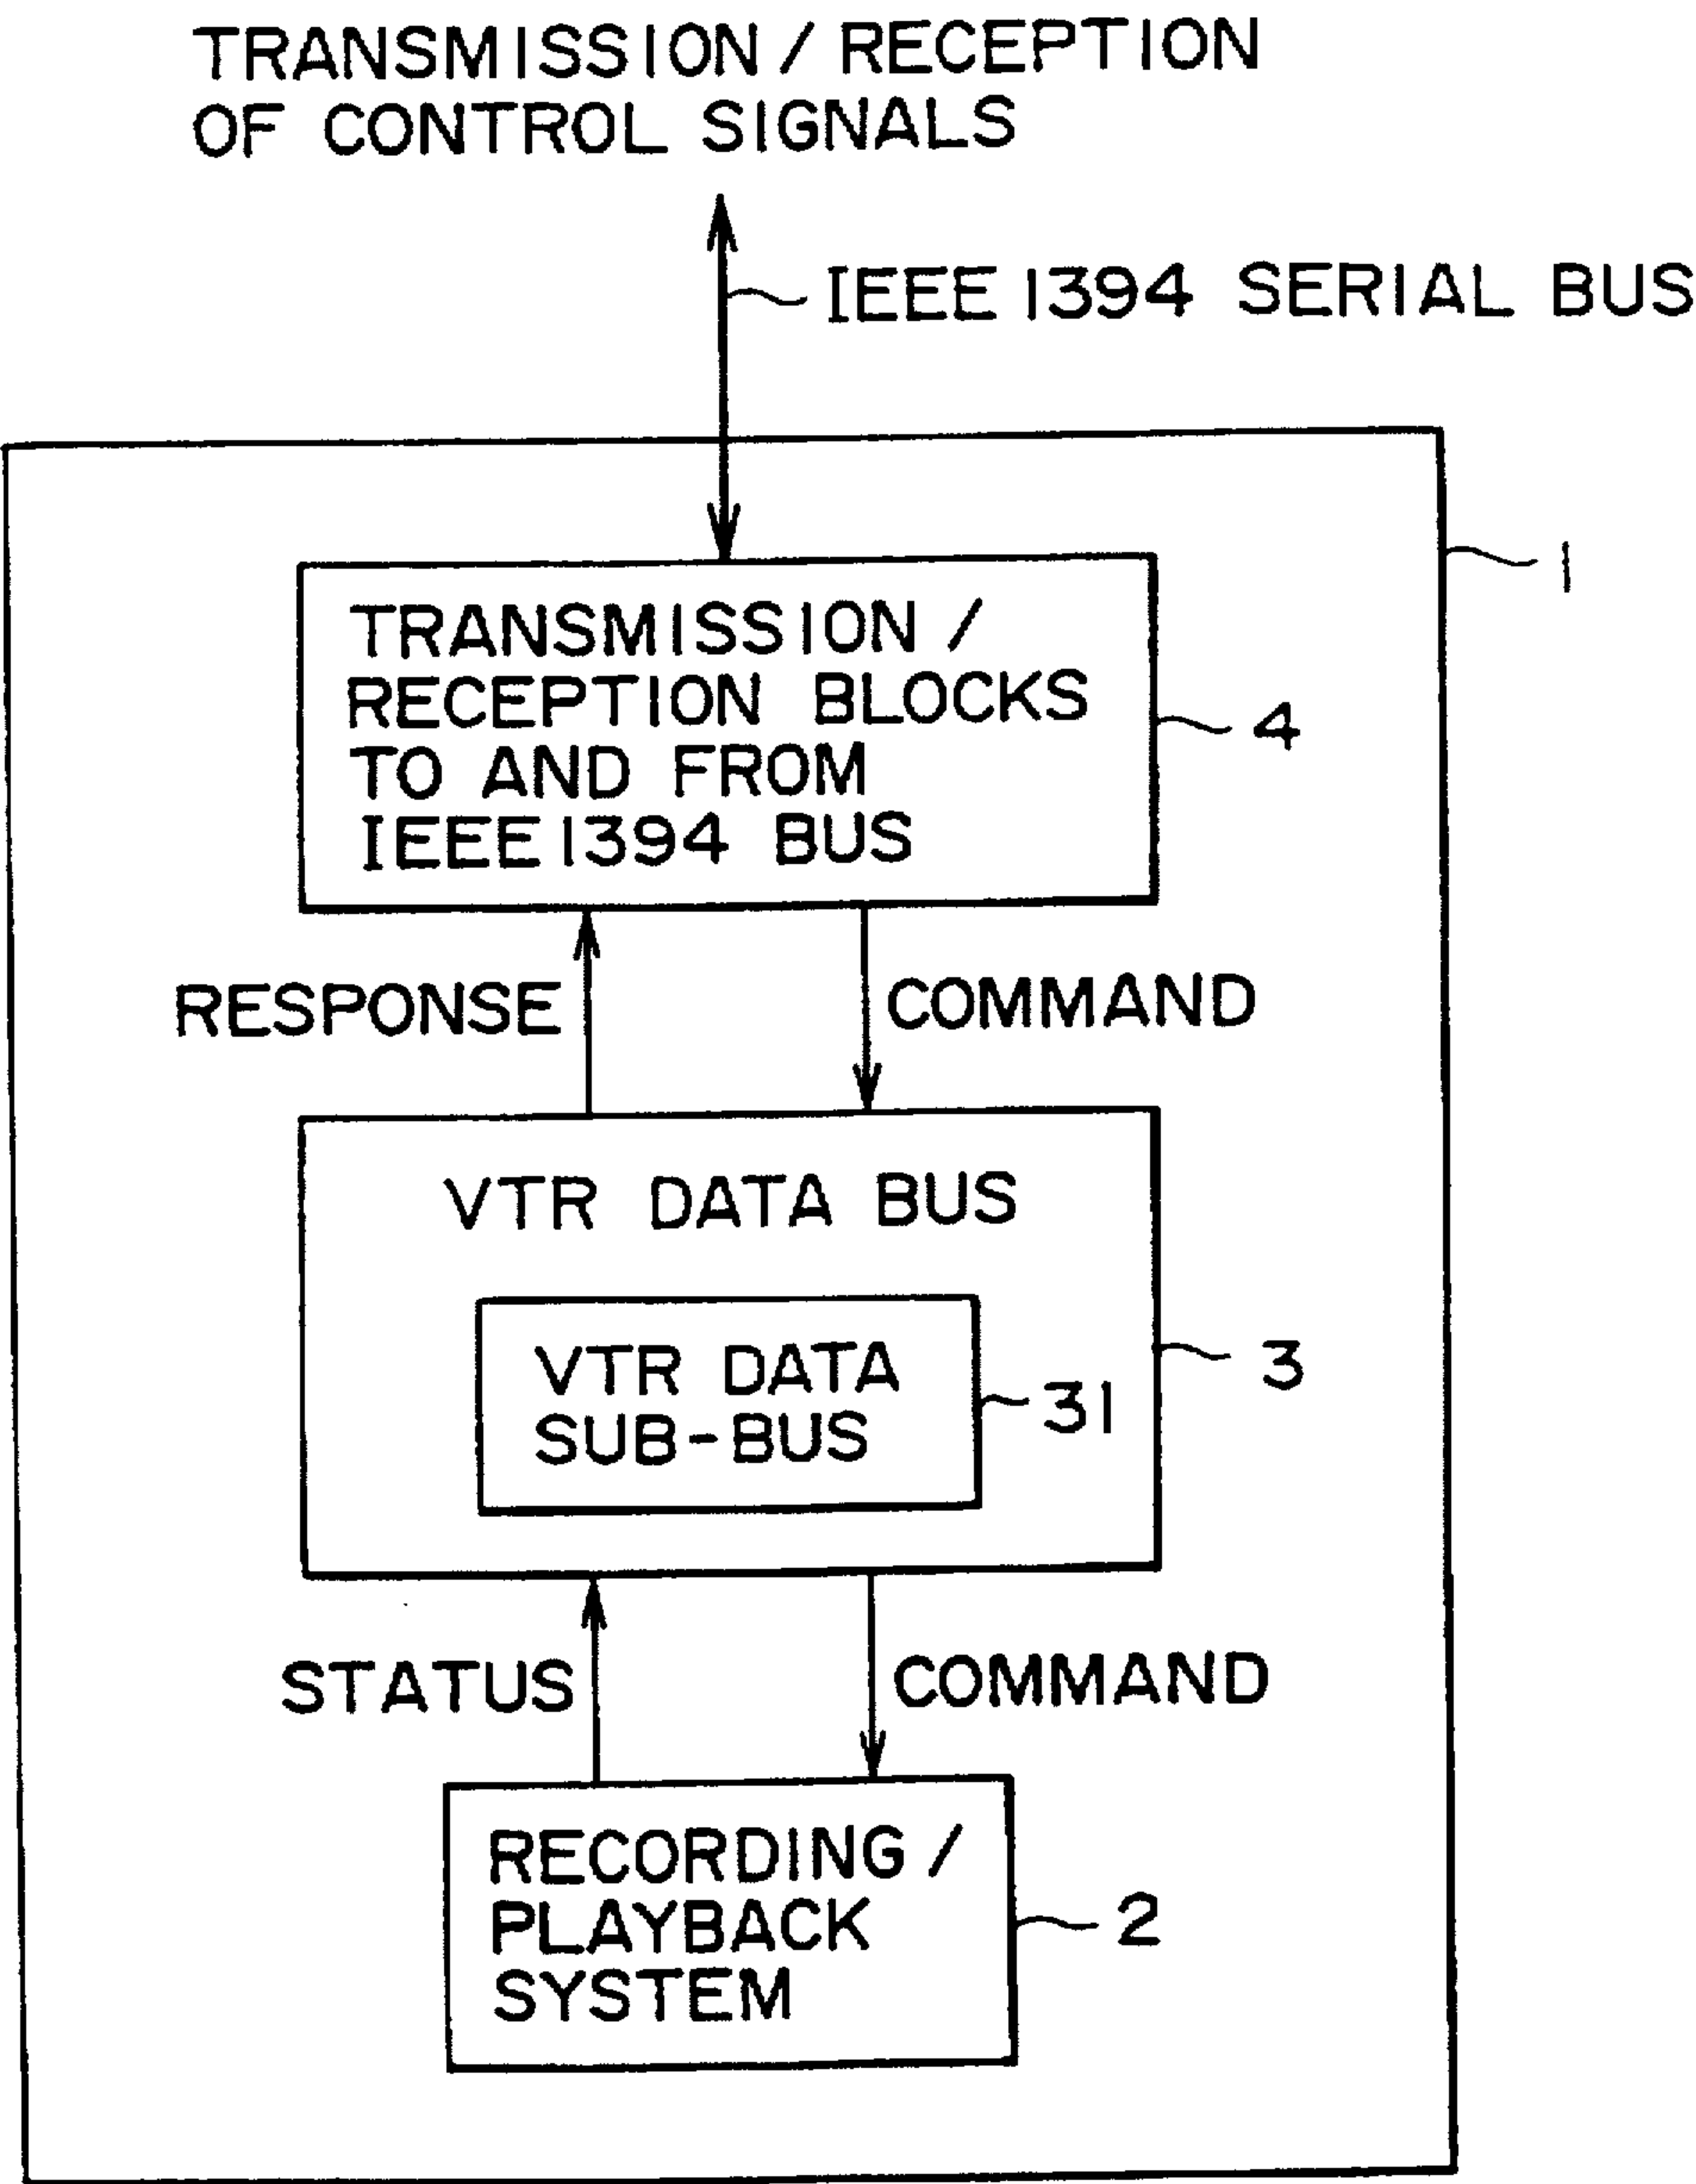 TRANSMISSION / RECEPTION
OF CONTROL SIGNALS
IEEE 1394 SERIAL BUS
1
TRANSMISSION /
RECEPTION BLOCKS
TO AND FROM
IEEE 1394 BUS
4
RESPONSE
COMMAND
VTR DATA BUS
VTR DATA
SUB-BUS
31
3
STATUS
COMMAND
RECORDING /
PLAYBACK
SYSTEM
2